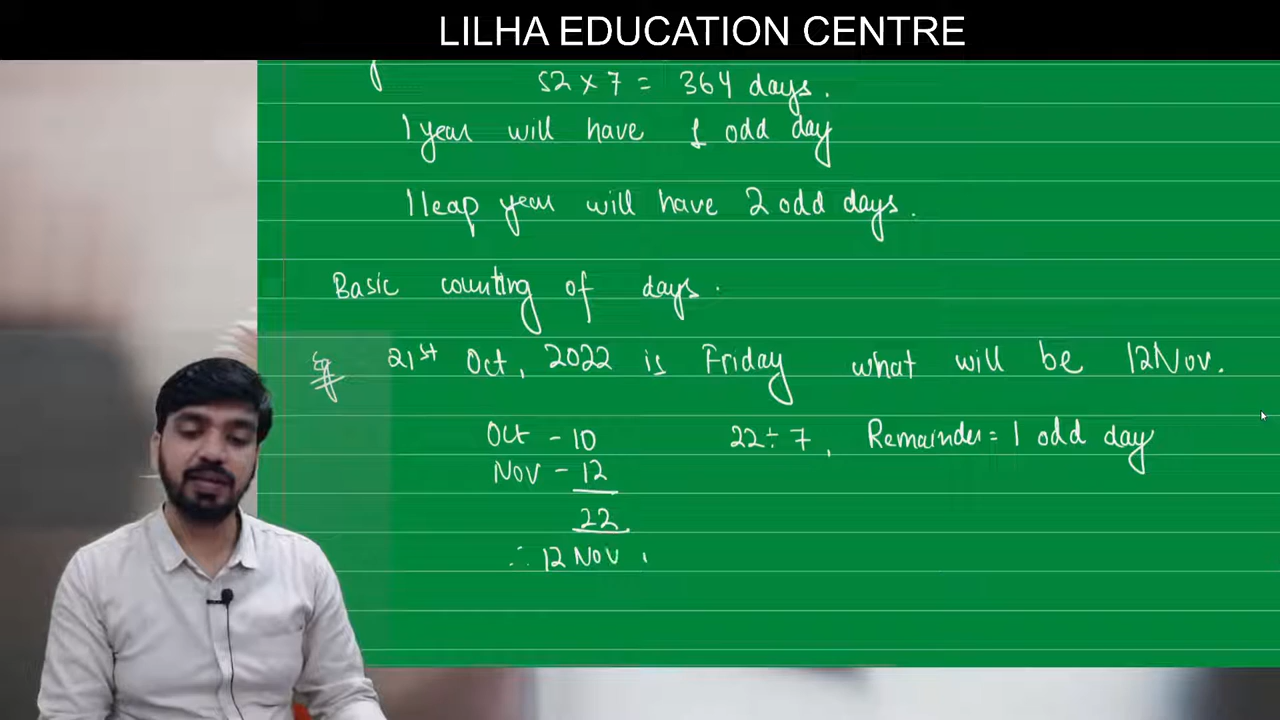 LILHA EDUCATION CENTRE
52 × 7 = 364 days.
1 year will have 1 odd day
1 leap year will have 2 odd days.
Basic counting of days.
Eg 21st Oct, 2022 is Friday what will be 12 Nov.
Oct - 10 22 ÷ 7, Remainder = 1 odd day
Nov - 12
22
∴ 12 Nov